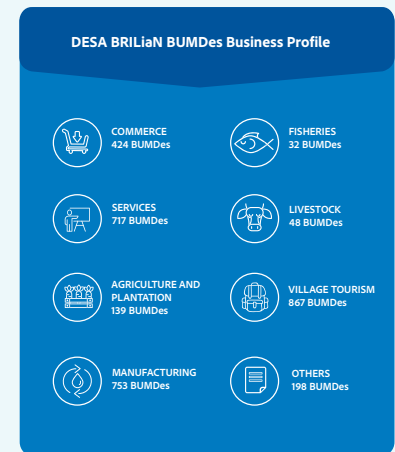 DESA BRILiaN BUMDes Business Profile
COMMERCE
424 BUMDes
FISHERIES
32 BUMDes
SERVICES
717 BUMDes
LIVESTOCK
48 BUMDes
AGRICULTURE AND
PLANTATION
139 BUMDes
VILLAGE TOURISM
867 BUMDes
MANUFACTURING
753 BUMDes
OTHERS
198 BUMDes